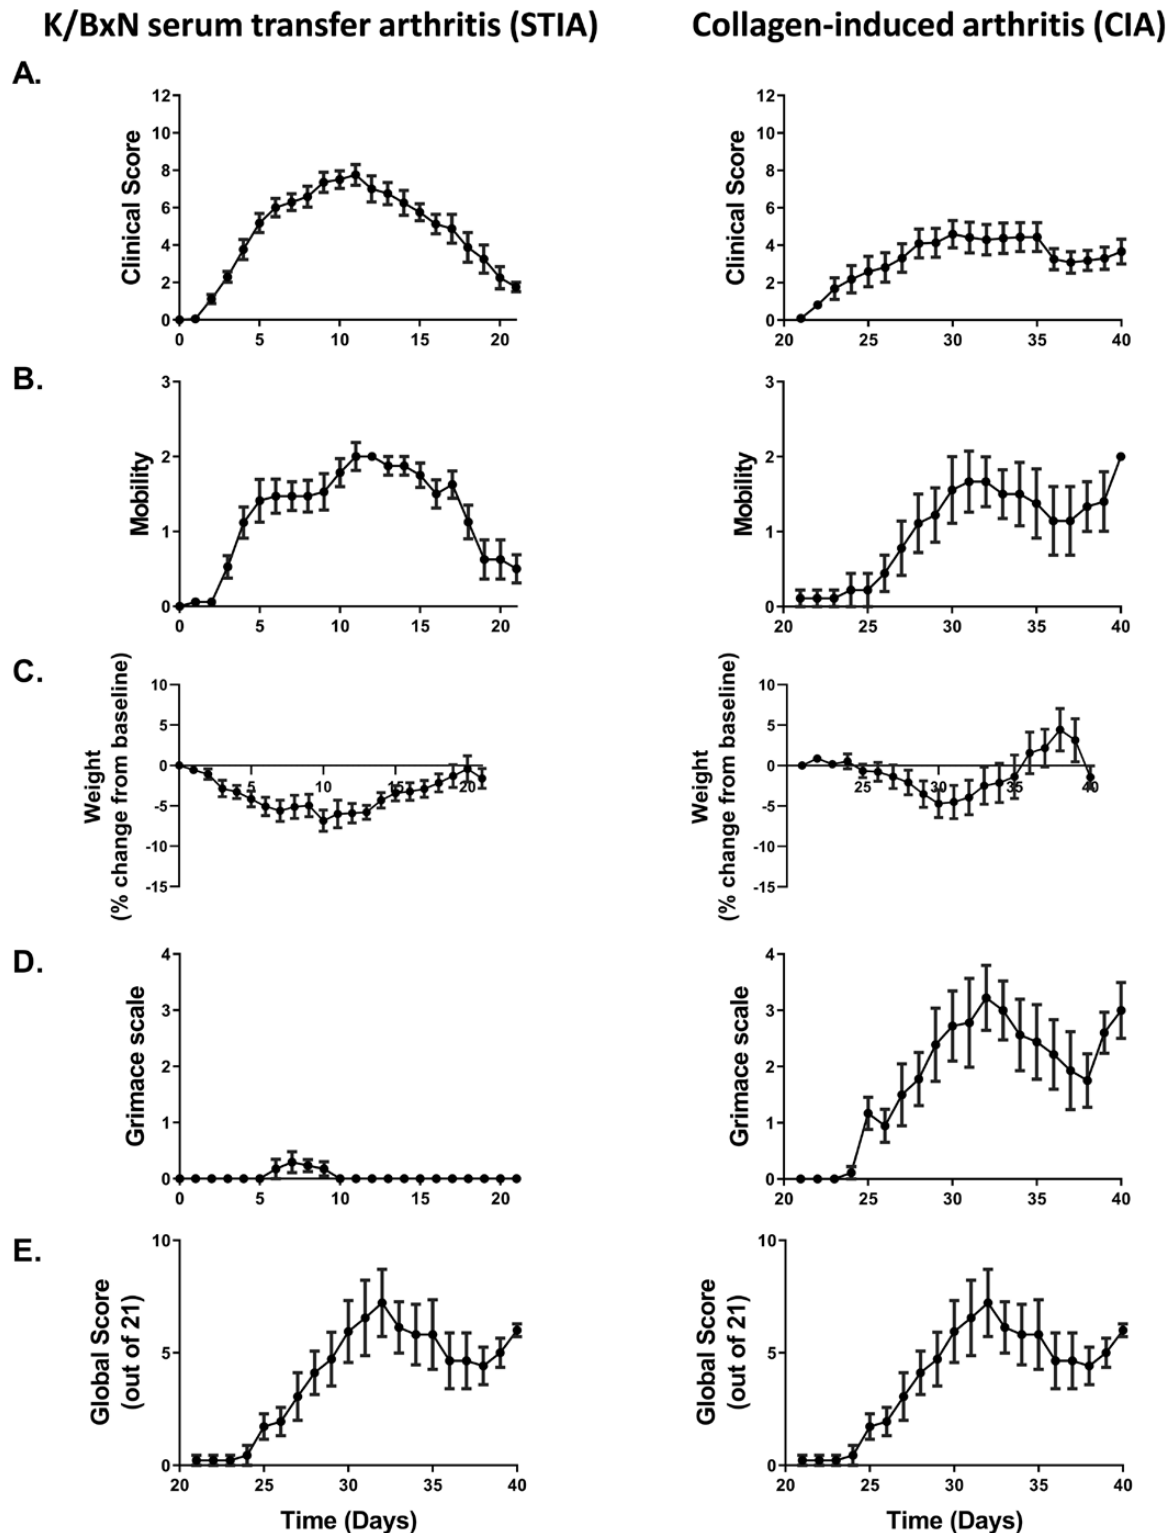 K/BxN serum transfer arthritis (STIA)
Collagen-induced arthritis (CIA)
A.
Clinical Score
12
10
8
6
4
2
0
0 5 10 15 20
Clinical Score
12
10
8
6
4
2
0
20 25 30 35 40
B.
Mobility
3
2
1
0
0 5 10 15 20
Mobility
3
2
1
0
20 25 30 35 40
C.
Weight
(% change from baseline)
10
5
0
-5
-10
-15
5 10 15 20
Weight
(% change from baseline)
10
5
0
-5
-10
-15
25 30 35 40
D.
Grimace scale
4
3
2
1
0
0 5 10 15 20
Grimace scale
4
3
2
1
0
20 25 30 35 40
E.
Global Score
(out of 21)
10
5
0
20 25 30 35 40
Time (Days)
Global Score
(out of 21)
10
5
0
20 25 30 35 40
Time (Days)